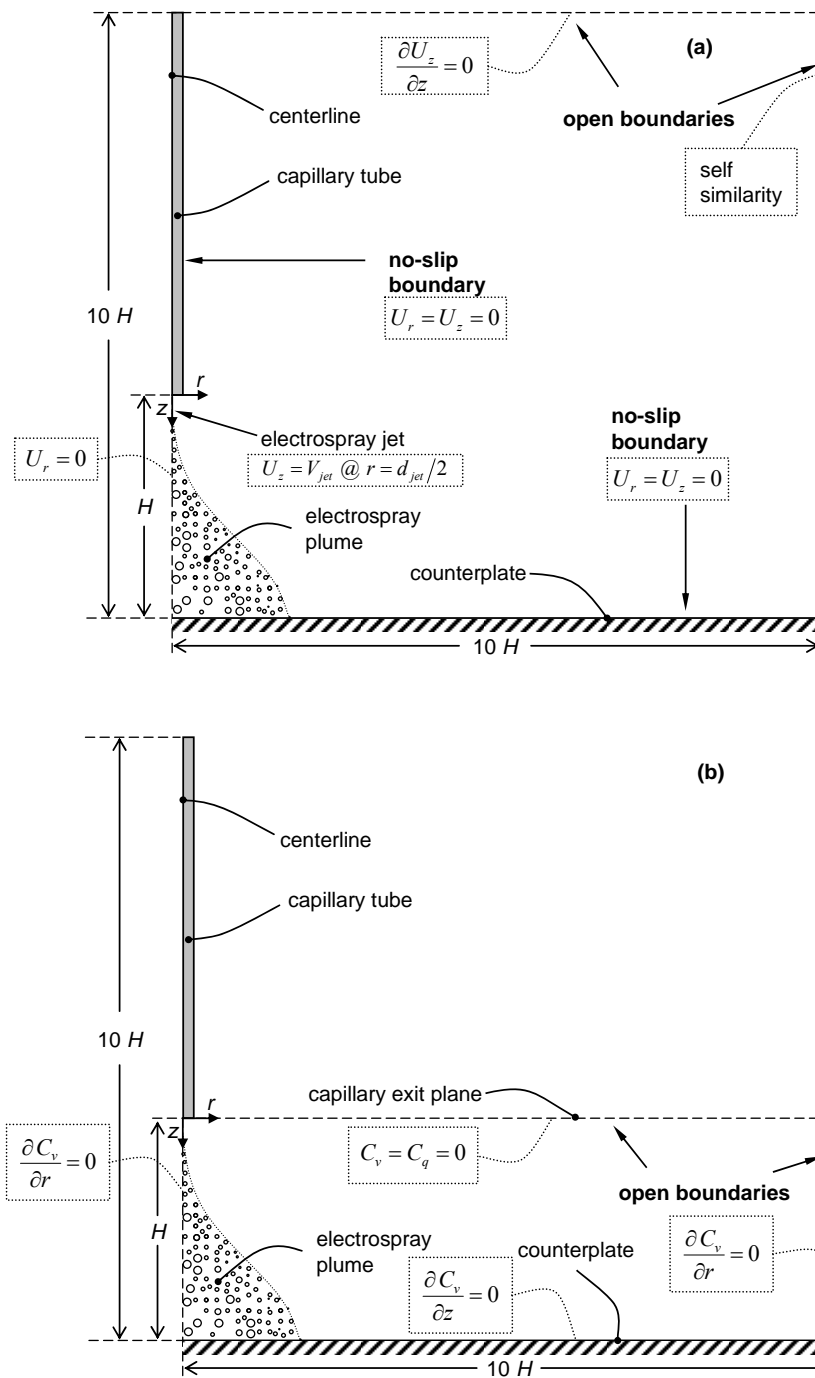 (a)
∂U_z/∂z = 0
open boundaries
centerline
self
similarity
capillary tube
no-slip
boundary
U_r = U_z = 0
10 H
r
z
no-slip
boundary
electrospray jet
U_z = V_jet @ r = d_jet/2
U_r = 0
U_r = U_z = 0
H
electrospray
plume
counterplate
10 H
(b)
centerline
capillary tube
10 H
capillary exit plane
r
z
∂C_v/∂r = 0
C_v = C_q = 0
open boundaries
H
electrospray
plume
counterplate
∂C_v/∂z = 0
∂C_v/∂r = 0
10 H